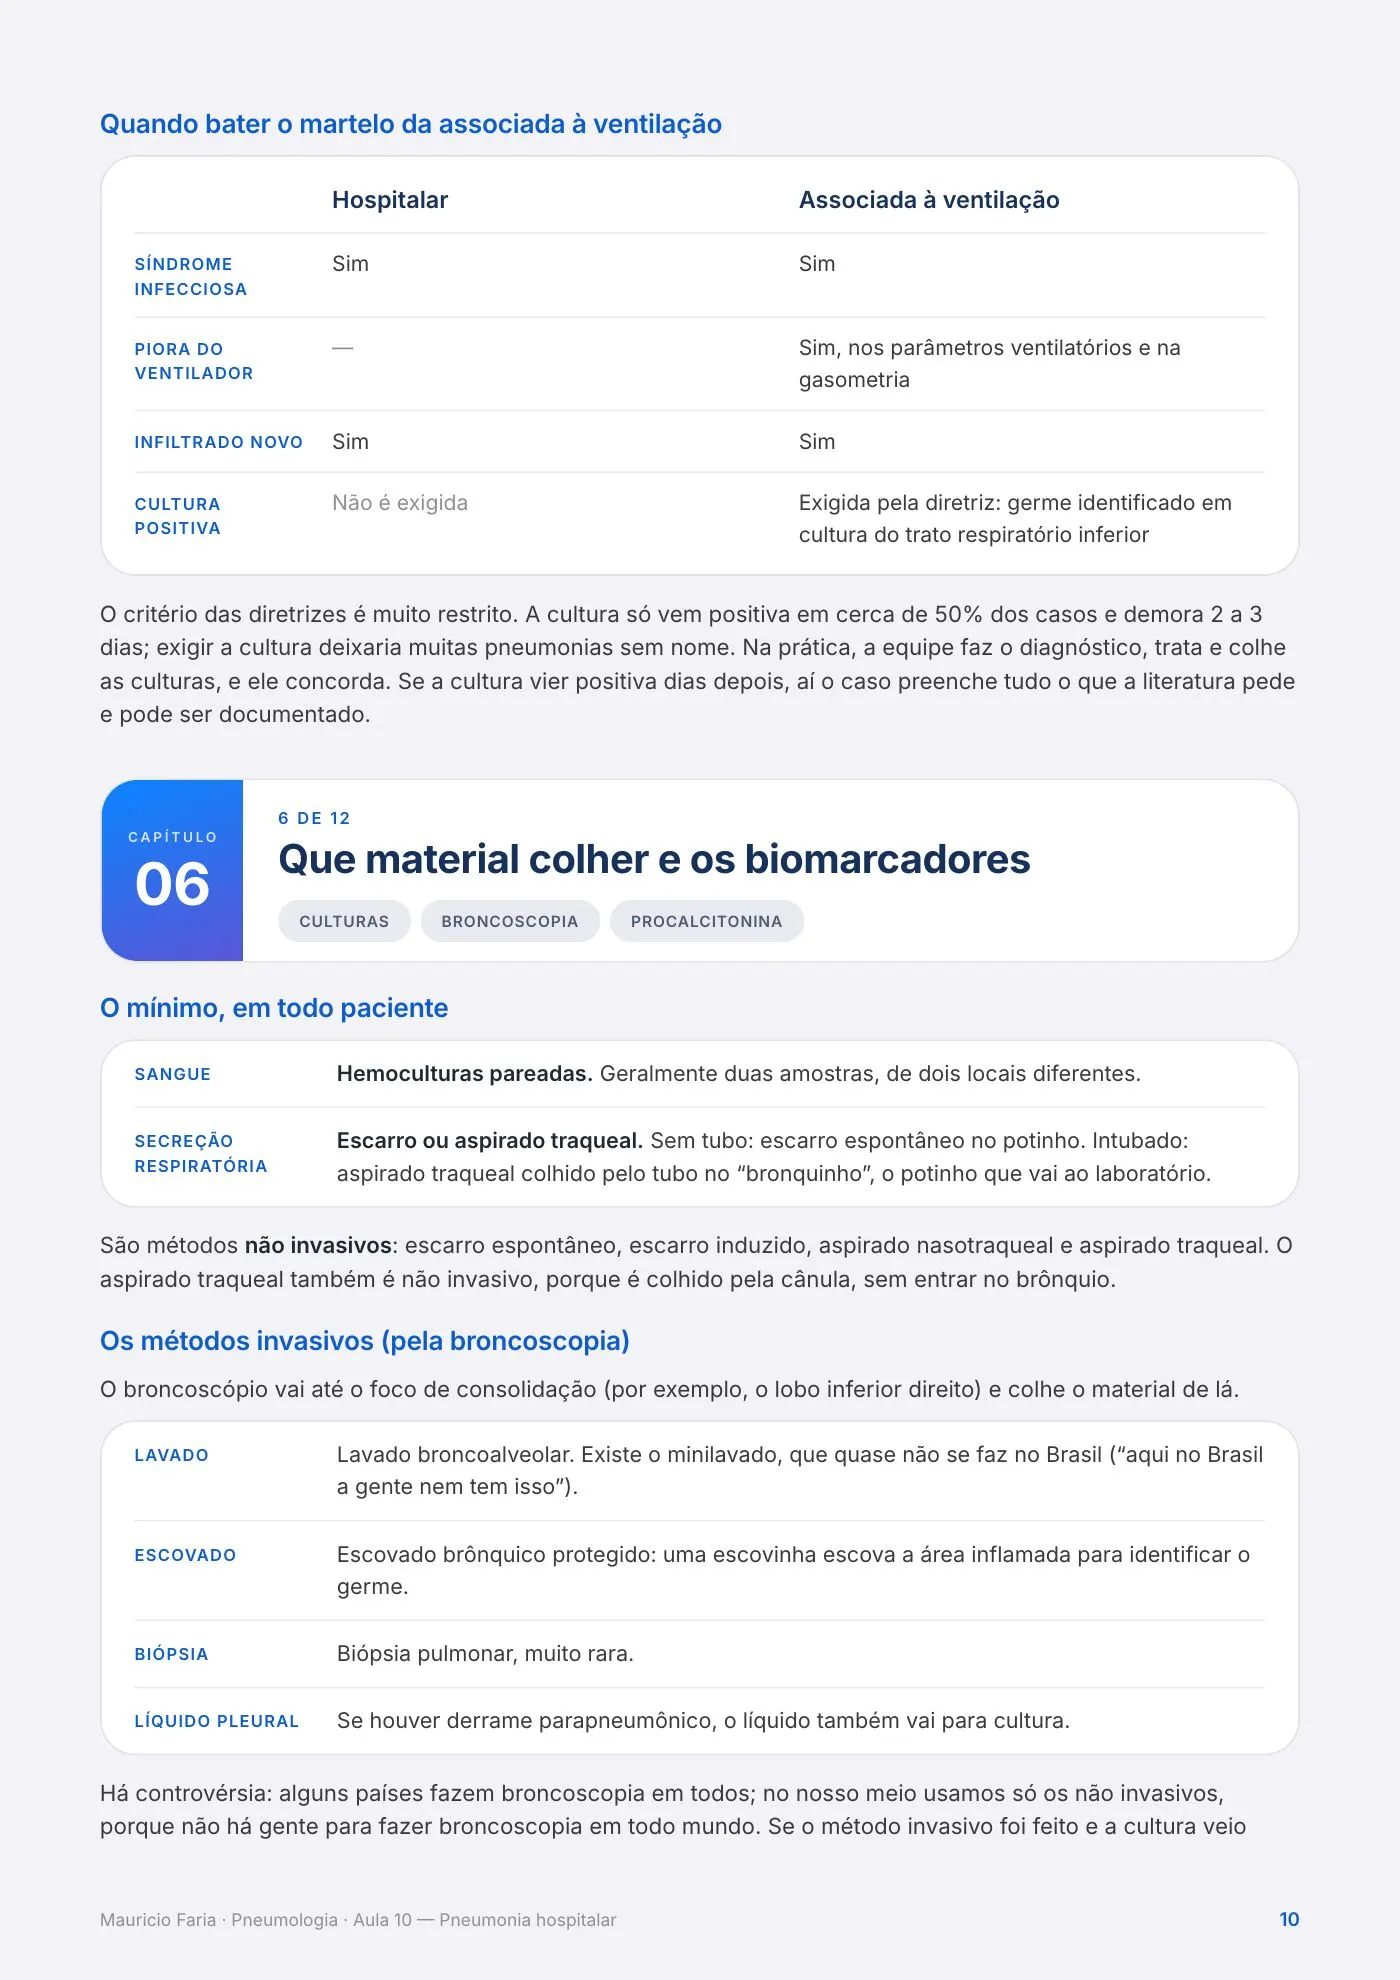 Quando bater o martelo da associada à ventilação
Hospitalar
Associada à ventilação
SÍNDROME
INFECCIOSA
Sim
Sim
PIORA DO
VENTILADOR
—
Sim, nos parâmetros ventilatórios e na
gasometria
INFILTRADO NOVO
Sim
Sim
CULTURA
POSITIVA
Não é exigida
Exigida pela diretriz: germe identificado em
cultura do trato respiratório inferior
O critério das diretrizes é muito restrito. A cultura só vem positiva em cerca de 50% dos casos e demora 2 a 3
dias; exigir a cultura deixaria muitas pneumonias sem nome. Na prática, a equipe faz o diagnóstico, trata e colhe
as culturas, e ele concorda. Se a cultura vier positiva dias depois, aí o caso preenche tudo o que a literatura pede
e pode ser documentado.
CAPÍTULO
06
6 DE 12
Que material colher e os biomarcadores
CULTURAS
BRONCOSCOPIA
PROCALCITONINA
O mínimo, em todo paciente
SANGUE
Hemoculturas pareadas. Geralmente duas amostras, de dois locais diferentes.
SECREÇÃO
RESPIRATÓRIA
Escarro ou aspirado traqueal. Sem tubo: escarro espontâneo no potinho. Intubado:
aspirado traqueal colhido pelo tubo no “bronquinho”, o potinho que vai ao laboratório.
São métodos não invasivos: escarro espontâneo, escarro induzido, aspirado nasotraqueal e aspirado traqueal. O
aspirado traqueal também é não invasivo, porque é colhido pela cânula, sem entrar no brônquio.
Os métodos invasivos (pela broncoscopia)
O broncoscópio vai até o foco de consolidação (por exemplo, o lobo inferior direito) e colhe o material de lá.
LAVADO
Lavado broncoalveolar. Existe o minilavado, que quase não se faz no Brasil (“aqui no Brasil
a gente nem tem isso”).
ESCOVADO
Escovado brônquico protegido: uma escovinha escova a área inflamada para identificar o
germe.
BIÓPSIA
Biópsia pulmonar, muito rara.
LÍQUIDO PLEURAL
Se houver derrame parapneumônico, o líquido também vai para cultura.
Há controvérsia: alguns países fazem broncoscopia em todos; no nosso meio usamos só os não invasivos,
porque não há gente para fazer broncoscopia em todo mundo. Se o método invasivo foi feito e a cultura veio
Mauricio Faria · Pneumologia · Aula 10 — Pneumonia hospitalar
10